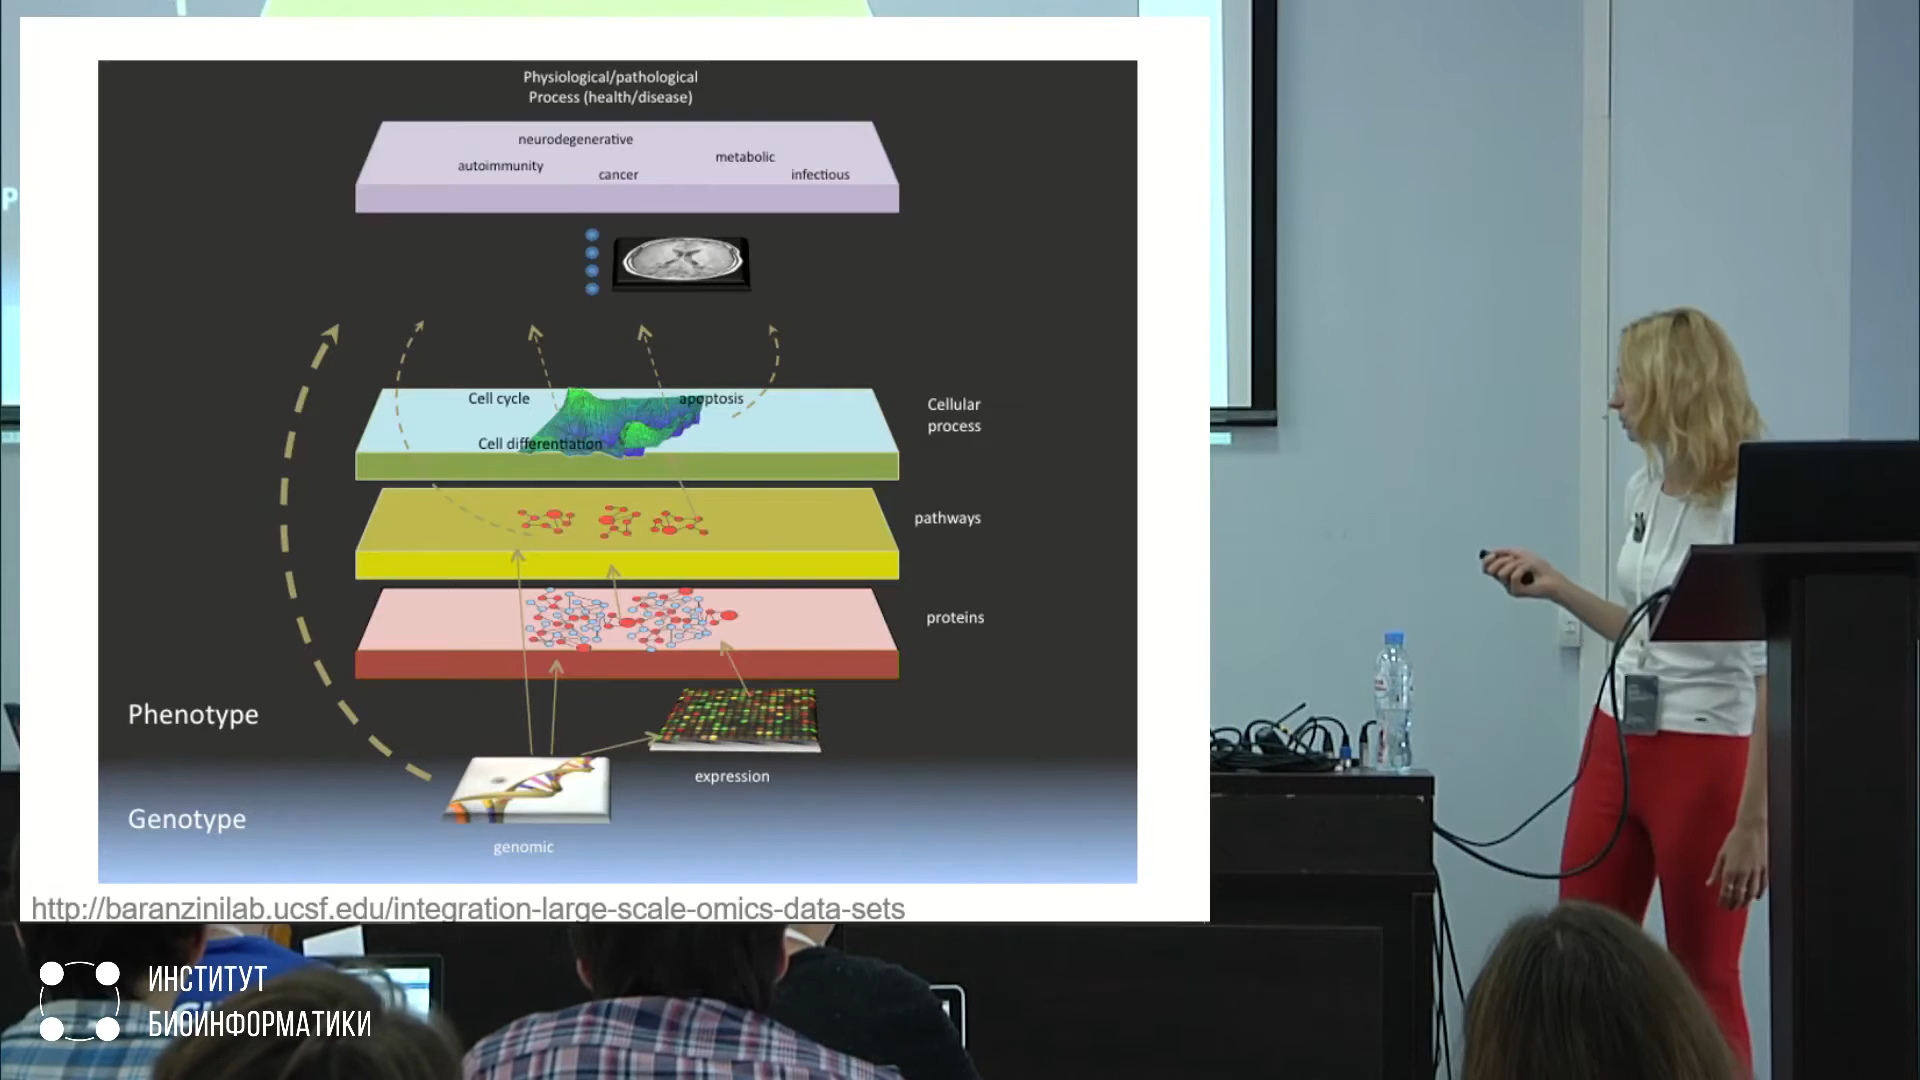 Physiological/pathological
Process (health/disease)
neurodegenerative
autoimmunity
metabolic
cancer
infectious
Cell cycle
apoptosis
Cell differentiation
Cellular
process
pathways
proteins
Phenotype
expression
Genotype
genomic
http://baranzinilab.ucsf.edu/integration-large-scale-omics-data-sets
ИНСТИТУТ
БИОИНФОРМАТИКИ